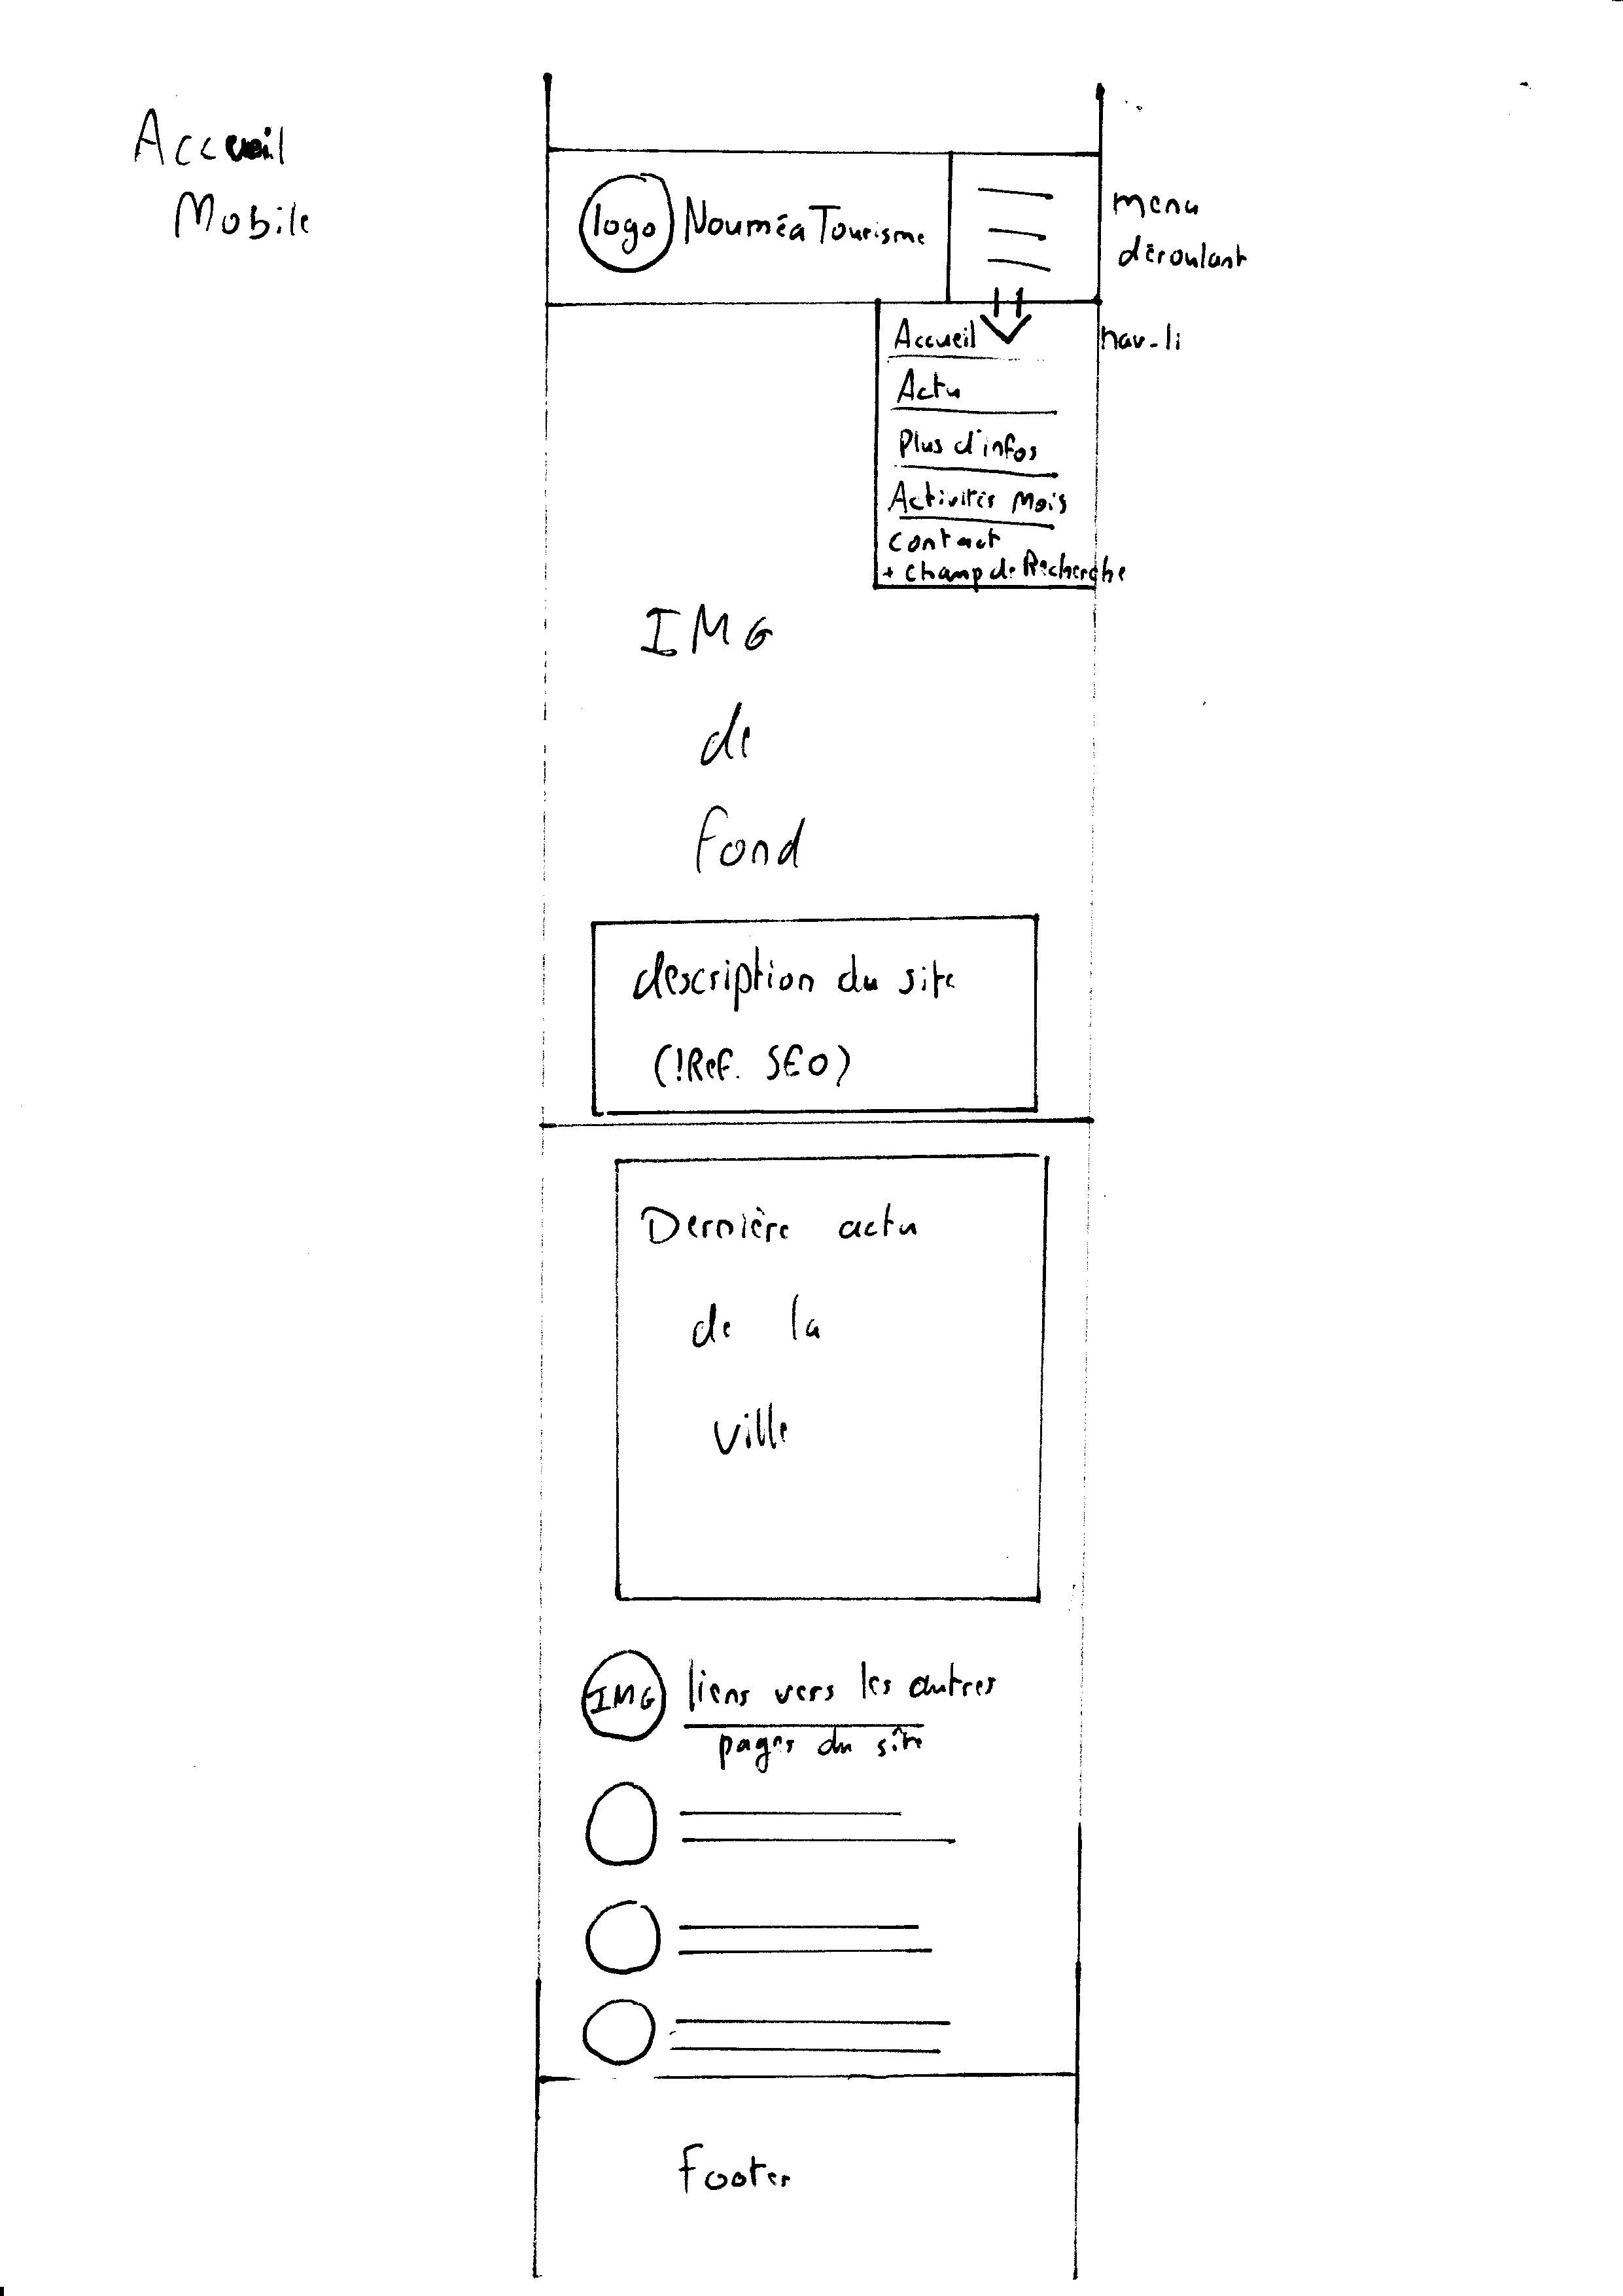 Accueil
Mobile
logo Nouméa Tourisme
menu
déroulant
Accueil
nav-li
Actu
Plus d'infos
Activités Mois
Contact
+ Champ de Recherche
IMG
de
fond
description du site
(!Ref. SEO)
Dernière actu
de la
ville
IMG liens vers les autres
pages du site
Footer